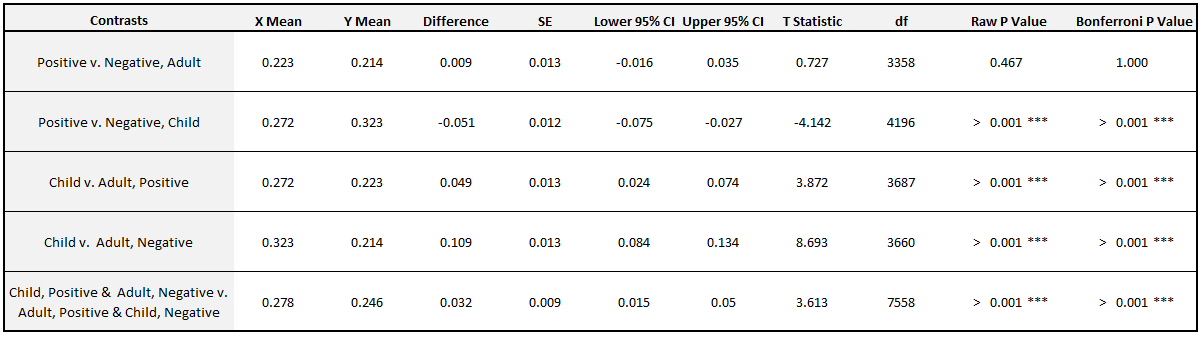 Contrasts X Mean Y Mean Difference SE Lower 95% CI Upper 95% CI T Statistic df Raw P Value Bonferroni P Value
Positive v. Negative, Adult 0.223 0.214 0.009 0.013 -0.016 0.035 0.727 3358 0.467 1.000
Positive v. Negative, Child 0.272 0.323 -0.051 0.012 -0.075 -0.027 -4.142 4196 > 0.001 *** > 0.001 ***
Child v. Adult, Positive 0.272 0.223 0.049 0.013 0.024 0.074 3.872 3687 > 0.001 *** > 0.001 ***
Child v. Adult, Negative 0.323 0.214 0.109 0.013 0.084 0.134 8.693 3660 > 0.001 *** > 0.001 ***
Child, Positive & Adult, Negative v.
Adult, Positive & Child, Negative 0.278 0.246 0.032 0.009 0.015 0.05 3.613 7558 > 0.001 *** > 0.001 ***